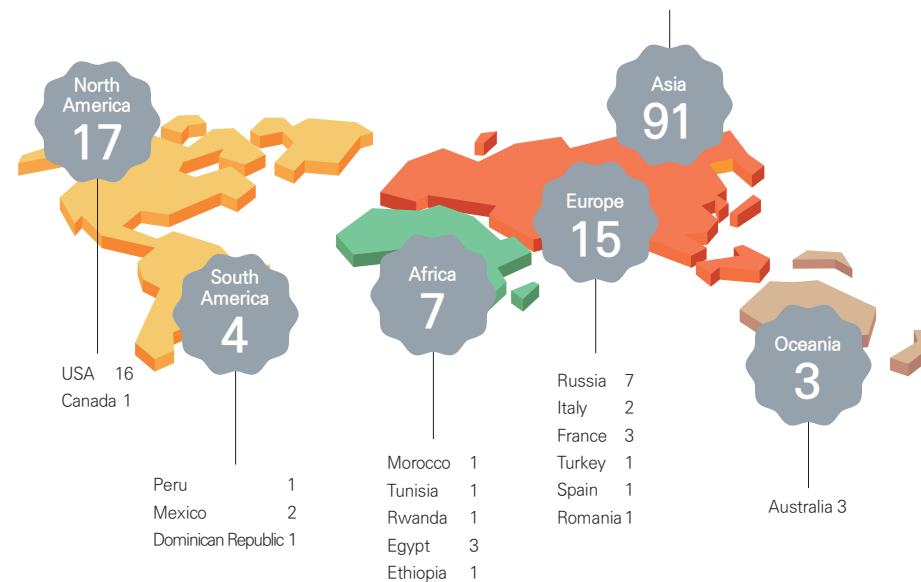 North
America
17
USA 16
Canada 1
South
America
4
Peru 1
Mexico 2
Dominican Republic 1
Africa
7
Morocco 1
Tunisia 1
Rwanda 1
Egypt 3
Ethiopia 1
Europe
15
Russia 7
Italy 2
France 3
Turkey 1
Spain 1
Romania 1
Asia
91
Oceania
3
Australia 3